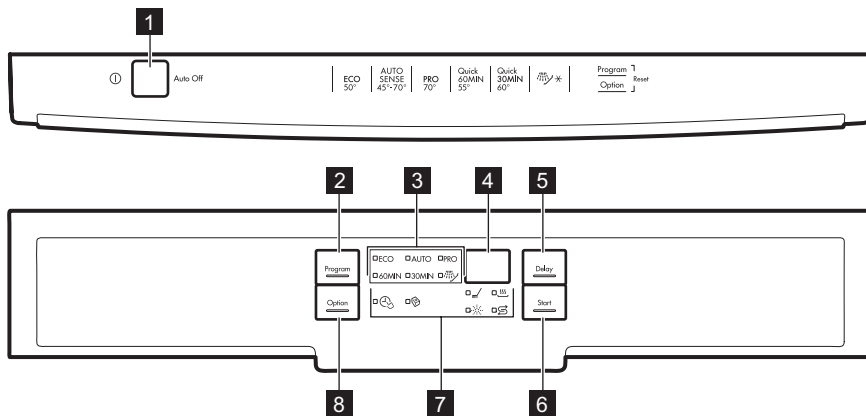 1
Auto Off
ECO
50°
AUTO
SENSE
45°-70°
PRO
70°
Quick
60MIN
55°
Quick
30MIN
60°
Program
Option
Reset
2
3
4
5
Program
ECO AUTO PRO
60MIN 30MIN
Delay
Option
Start
8
7
6